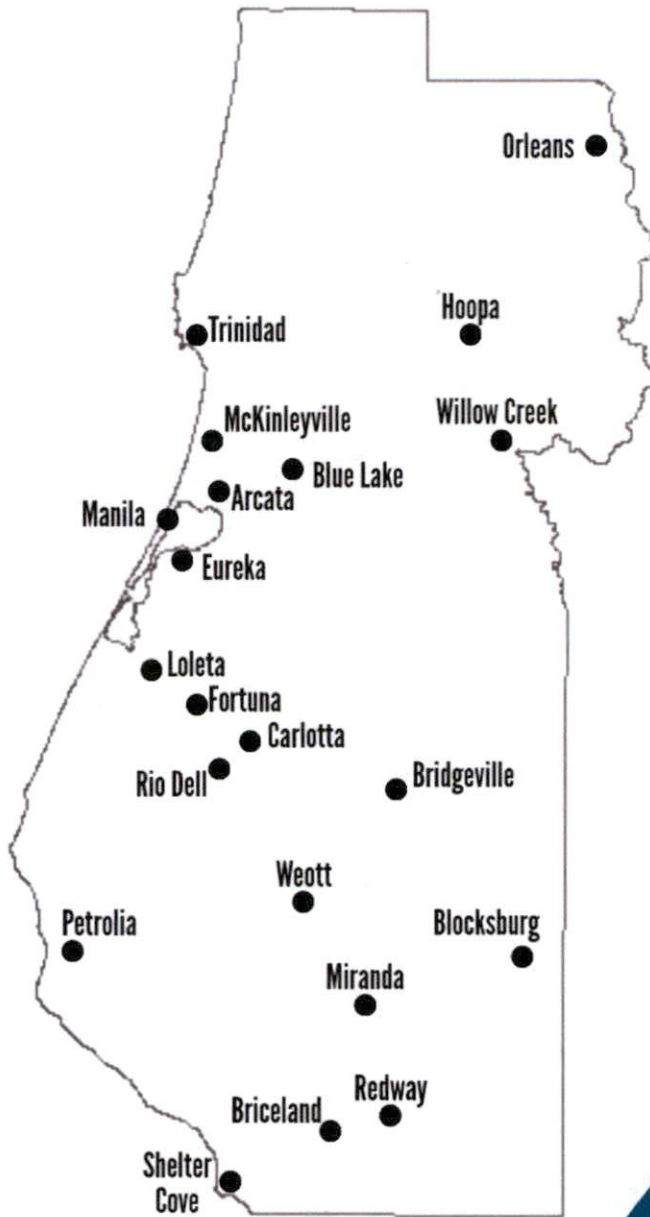 Orleans
Hoopa
Trinidad
McKinleyville
Willow Creek
Blue Lake
Arcata
Manila
Eureka
Loleta
Fortuna
Carlotta
Rio Dell
Bridgeville
Weott
Petrolia
Blocksburg
Miranda
Redway
Briceland
Shelter
Cove